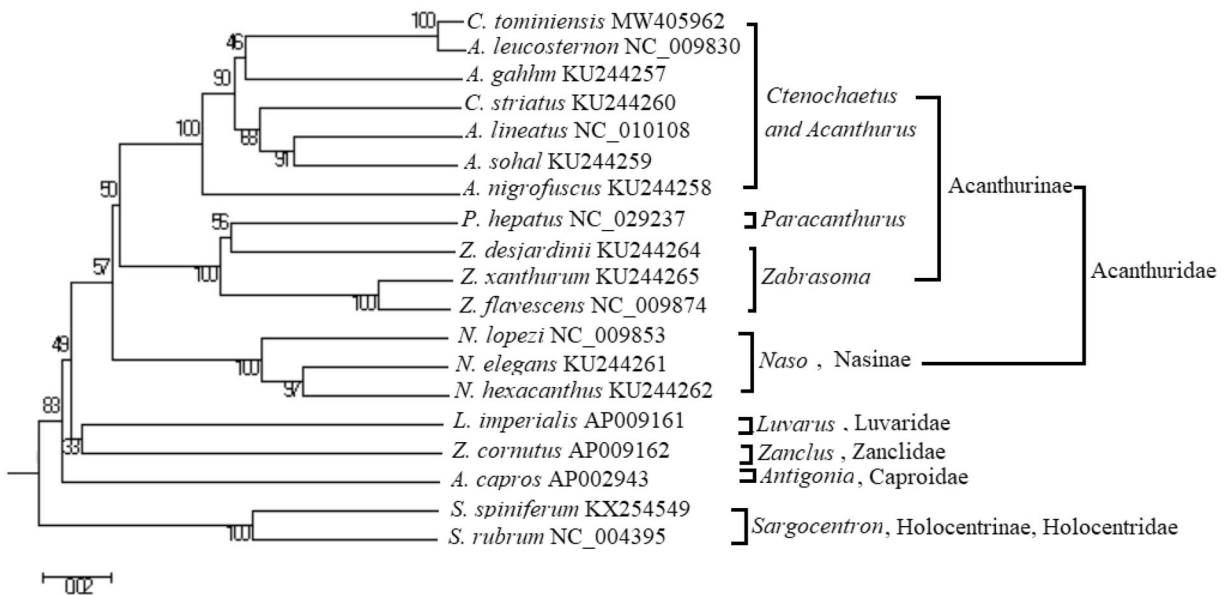 100
C. tominiensis MW405962
46
A. leucosternon NC_009830
90
A. gahhm KU244257
C. striatus KU244260
Ctenochaetus
and Acanthurus
100
68
A. lineatus NC_010108
91
A. sohal KU244259
50
A. nigrofuscus KU244258
Acanthurinae
56
P. hepatus NC_029237
Paracanthurus
Z. desjardinii KU244264
57
100
Z. xanthurum KU244265
Zabrasoma
Acanthuridae
100
Z. flavescens NC_009874
49
N. lopezi NC_009853
100
N. elegans KU244261
Naso , Nasinae
97
N. hexacanthus KU244262
83
L. imperialis AP009161
Luvarus , Luvaridae
33
Z. cornutus AP009162
Zanclus , Zanclidae
A. capros AP002943
Antigonia, Caproidae
S. spiniferum KX254549
100
S. rubrum NC_004395
Sargocentron, Holocentrinae, Holocentridae
0.02